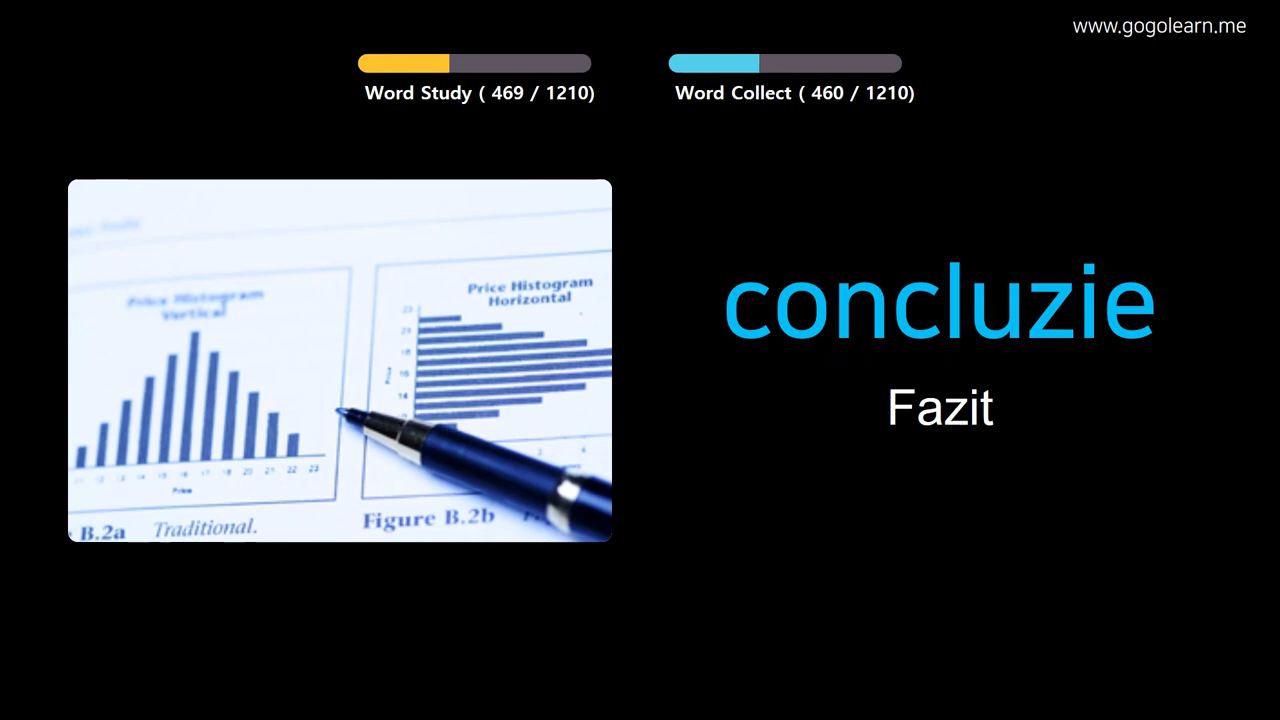 www.gogolearn.me
Word Study ( 469 / 1210)
Word Collect ( 460 / 1210)
concluzie
Fazit
Price Histogram
Vertical
Price Histogram
Horizontal
Price
B.2a Traditional.
Figure B.2b